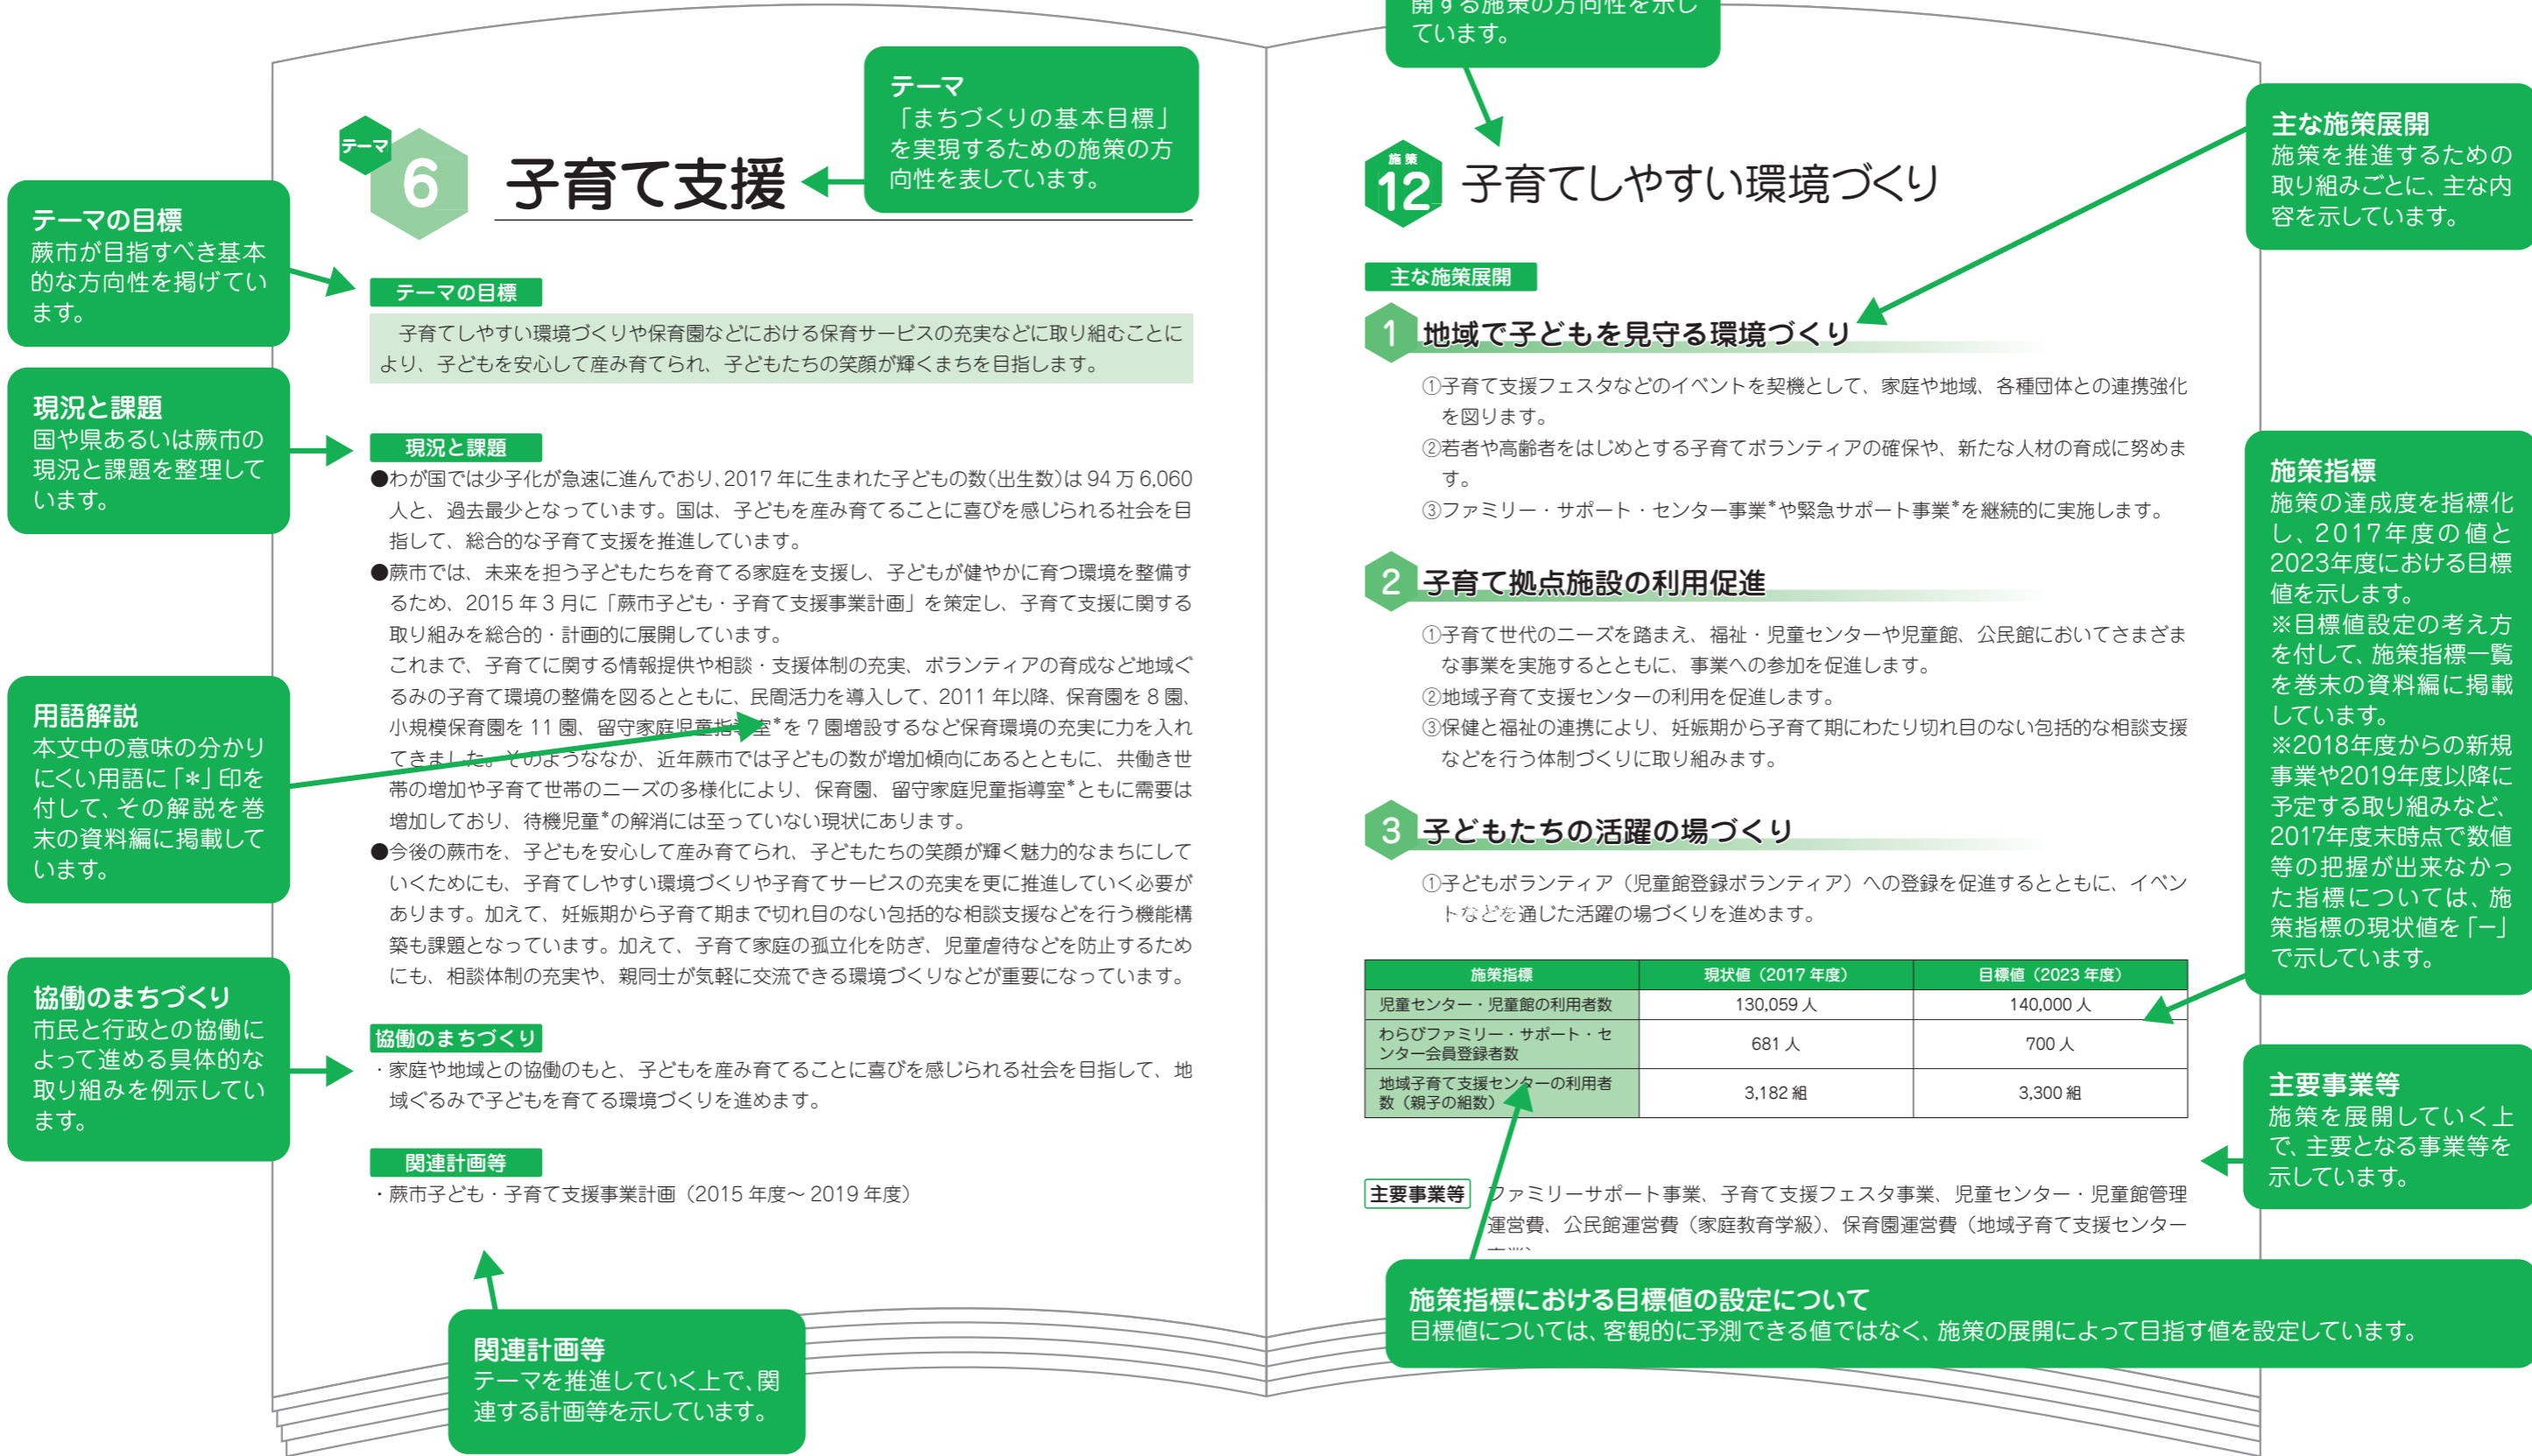 テーマの目標
蕨市が目指すべき基本
的な方向性を掲げてい
ます。
現況と課題
国や県あるいは蕨市の
現況と課題を整理して
います。
用語解説
本文中の意味の分かり
にくい用語に「*」印を
付して、その解説を巻
末の資料編に掲載して
います。
協働のまちづくり
市民と行政との協働に
よって進める具体的な
取り組みを例示してい
ます。
テーマ
「まちづくりの基本目標」
を実現するための施策の方
向性を表しています。
テーマ
6 子育て支援
テーマの目標
子育てしやすい環境づくりや保育園などにおける保育サービスの充実などに取り組むことに
より、子どもを安心して産み育てられ、子どもたちの笑顔が輝くまちを目指します。
現況と課題
●わが国では少子化が急速に進んでおり、2017年に生まれた子どもの数(出生数)は94万6,060
人と、過去最少となっています。国は、子どもを産み育てることに喜びを感じられる社会を目
指して、総合的な子育て支援を推進しています。
●蕨市では、未来を担う子どもたちを育てる家庭を支援し、子どもが健やかに育つ環境を整備す
るため、2015年3月に「蕨市子ども・子育て支援事業計画」を策定し、子育て支援に関する
取り組みを総合的・計画的に展開しています。
これまで、子育てに関する情報提供や相談・支援体制の充実、ボランティアの育成など地域ぐ
るみの子育て環境の整備を図るとともに、民間活力を導入して、2011年以降、保育園を8園、
小規模保育園を11園、留守家庭児童指導室*を7園増設するなど保育環境の充実に力を入れ
てきました。そのようななか、近年蕨市では子どもの数が増加傾向にあるとともに、共働き世
帯の増加や子育て世帯のニーズの多様化により、保育園、留守家庭児童指導室*ともに需要は
増加しており、待機児童*の解消には至っていない現状にあります。
●今後の蕨市を、子どもを安心して産み育てられ、子どもたちの笑顔が輝く魅力的なまちにして
いくためにも、子育てしやすい環境づくりや子育てサービスの充実を更に推進していく必要が
あります。加えて、妊娠期から子育て期まで切れ目のない包括的な相談支援などを行う機能構
築も課題となっています。加えて、子育て家庭の孤立化を防ぎ、児童虐待などを防止するため
にも、相談体制の充実や、親同士が気軽に交流できる環境づくりなどが重要になっています。
協働のまちづくり
・家庭や地域との協働のもと、子どもを産み育てることに喜びを感じられる社会を目指して、地
域ぐるみで子どもを育てる環境づくりを進めます。
関連計画等
・蕨市子ども・子育て支援事業計画(2015年度～2019年度)
関連計画等
テーマを推進していく上で、関
連する計画等を示しています。
開する施策の方向性を示し
ています。
施策
12 子育てしやすい環境づくり
主な施策展開
1 地域で子どもを見守る環境づくり
①子育て支援フェスタなどのイベントを契機として、家庭や地域、各種団体との連携強化
を図ります。
②若者や高齢者をはじめとする子育てボランティアの確保や、新たな人材の育成に努めま
す。
③ファミリー・サポート・センター事業*や緊急サポート事業*を継続的に実施します。
2 子育て拠点施設の利用促進
①子育て世代のニーズを踏まえ、福祉・児童センターや児童館、公民館においてさまざま
な事業を実施するとともに、事業への参加を促進します。
②地域子育て支援センターの利用を促進します。
③保健と福祉の連携により、妊娠期から子育て期にわたり切れ目のない包括的な相談支援
などを行う体制づくりに取り組みます。
3 子どもたちの活躍の場づくり
①子どもボランティア(児童館登録ボランティア)への登録を促進するとともに、イベン
トなどを通じた活躍の場づくりを進めます。
施策指標 現状値(2017年度) 目標値(2023年度)
児童センター・児童館の利用者数 130,059人 140,000人
わらびファミリー・サポート・セ
ンター会員登録者数 681人 700人
地域子育て支援センターの利用者
数(親子の組数) 3,182組 3,300組
主要事業等 ファミリーサポート事業、子育て支援フェスタ事業、児童センター・児童館管理
運営費、公民館運営費(家庭教育学級)、保育園運営費(地域子育て支援センター
施策指標における目標値の設定について
目標値については、客観的に予測できる値ではなく、施策の展開によって目指す値を設定しています。
主な施策展開
施策を推進するための
取り組みごとに、主な内
容を示しています。
施策指標
施策の達成度を指標化
し、2017年度の値と
2023年度における目標
値を示します。
※目標値設定の考え方
を付して、施策指標一覧
を巻末の資料編に掲載
しています。
※2018年度からの新規
事業や2019年度以降に
予定する取り組みなど、
2017年度末時点で数値
等の把握が出来なかっ
た指標については、施
策指標の現状値を「ー」
で示しています。
主要事業等
施策を展開していく上
で、主要となる事業等を
示しています。